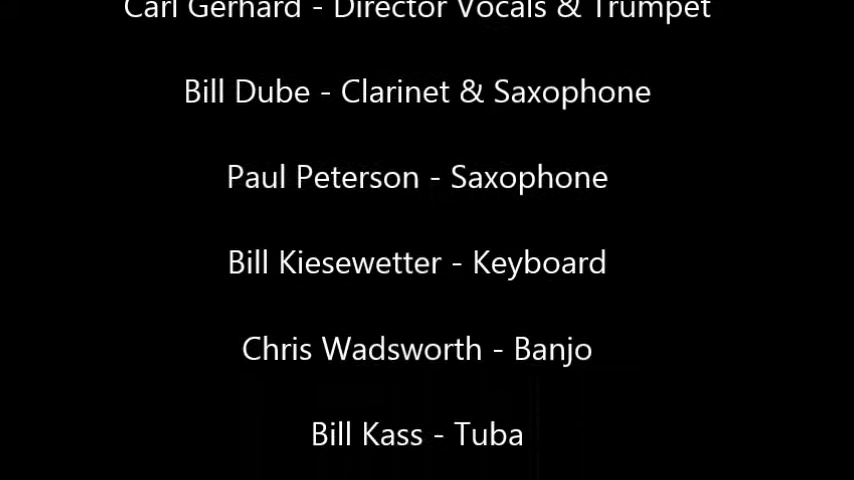 Carl Gerhard - Director Vocals & Trumpet
Bill Dube - Clarinet & Saxophone
Paul Peterson - Saxophone
Bill Kiesewetter - Keyboard
Chris Wadsworth - Banjo
Bill Kass - Tuba